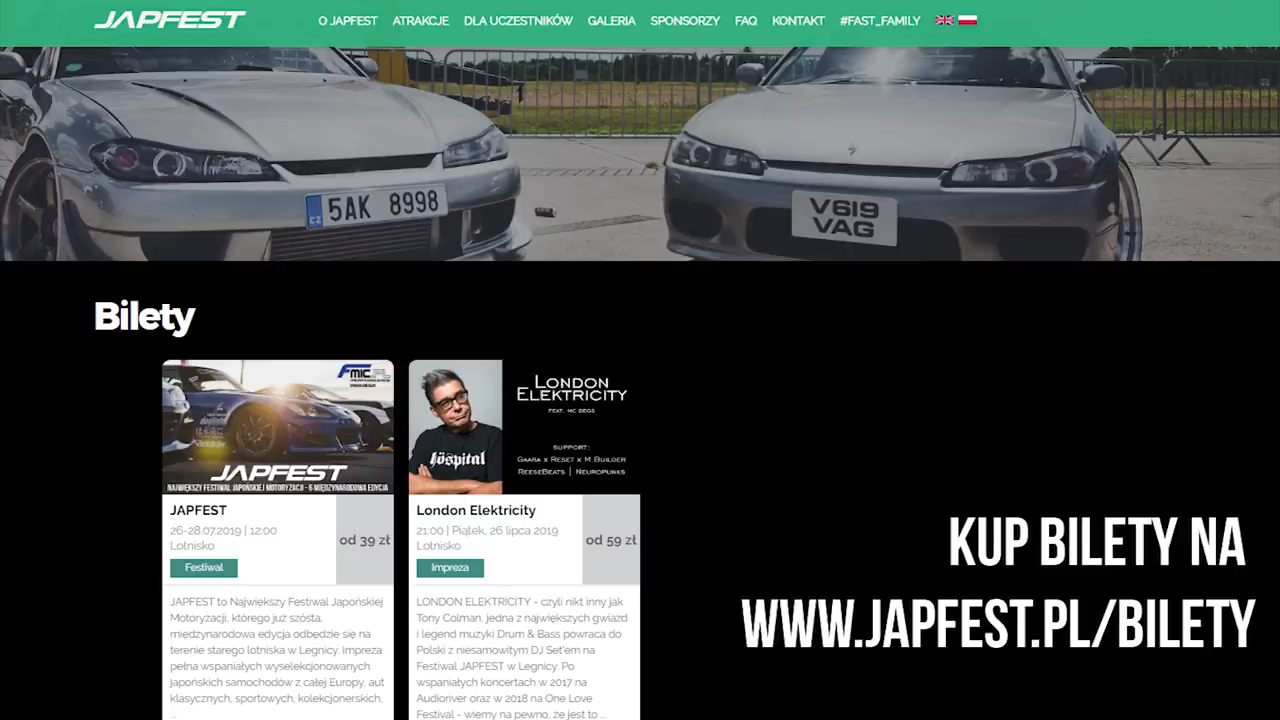 JAPFEST
O JAPFEST ATRAKCJE DLA UCZESTNIKÓW GALERIA SPONSORZY FAQ KONTAKT #FAST_FAMILY
5AK 8998
CZ
V619
VAG
Bilety
FMIC.PL
JAPFEST
NAJWIĘKSZY FESTIWAL JAPOŃSKIEJ MOTORYZACJI - 6 MIĘDZYNARODOWA EDYCJA
JAPFEST
26-28.07.2019 | 12:00
Lotnisko
od 39 zł
Festiwal
JAPFEST to Największy Festiwal Japońskiej
Motoryzacji, którego już szósta,
międzynarodowa edycja odbędzie się na
terenie starego lotniska w Legnicy. Impreza
pełna wspaniałych wyselekcjonowanych
japońskich samochodów z całej Europy, aut
klasycznych, sportowych, kolekcjonerskich,
...
Höspital
London
Elektricity
feat. MC Degs
support:
Gaara x Reset x M.Builder
ReeseBeats | Neuropunks
London Elektricity
21:00 | Piątek, 26 lipca 2019
Lotnisko
od 59 zł
Impreza
LONDON ELEKTRICITY - czyli nikt inny jak
Tony Colman, jedna z największych gwiazd
i legend muzyki Drum & Bass powraca do
Polski z niesamowitym DJ Set'em na
Festiwal JAPFEST w Legnicy. Po
wspaniałych koncertach w 2017 na
Audioriver oraz w 2018 na One Love
Festival - wiemy na pewno, że jest to ...
KUP BILETY NA
WWW.JAPFEST.PL/BILETY